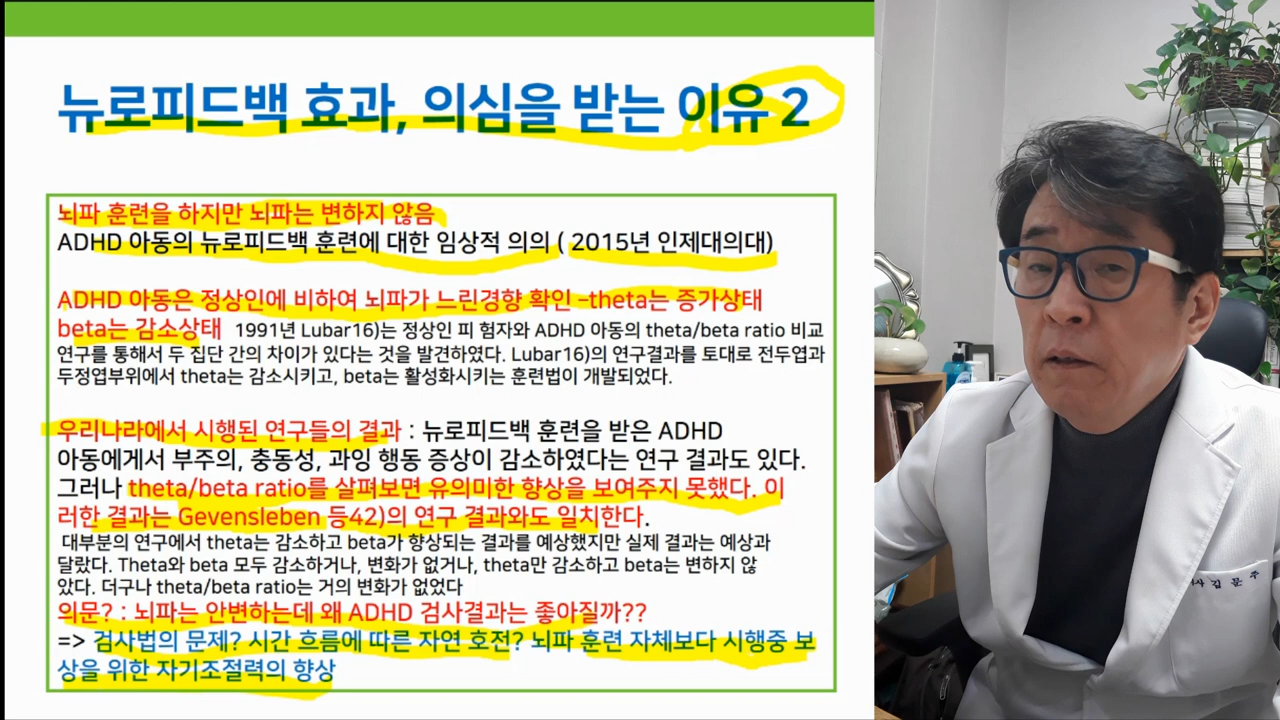 뉴로피드백 효과, 의심을 받는 이유 2
뇌파 훈련을 하지만 뇌파는 변하지 않음
ADHD 아동의 뉴로피드백 훈련에 대한 임상적 의의 ( 2015년 인제대의대)
ADHD 아동은 정상인에 비하여 뇌파가 느린경향 확인 –theta는 증가상태
beta는 감소상태 1991년 Lubar16)는 정상인 피 험자와 ADHD 아동의 theta/beta ratio 비교
연구를 통해서 두 집단 간의 차이가 있다는 것을 발견하였다. Lubar16)의 연구결과를 토대로 전두엽과
두정엽부위에서 theta는 감소시키고, beta는 활성화시키는 훈련법이 개발되었다.
우리나라에서 시행된 연구들의 결과 : 뉴로피드백 훈련을 받은 ADHD
아동에게서 부주의, 충동성, 과잉 행동 증상이 감소하였다는 연구 결과도 있다.
그러나 theta/beta ratio를 살펴보면 유의미한 향상을 보여주지 못했다. 이
러한 결과는 Gevensleben 등42)의 연구 결과와도 일치한다.
대부분의 연구에서 theta는 감소하고 beta가 향상되는 결과를 예상했지만 실제 결과는 예상과
달랐다. Theta와 beta 모두 감소하거나, 변화가 없거나, theta만 감소하고 beta는 변하지 않
았다. 더구나 theta/beta ratio는 거의 변화가 없었다
의문? : 뇌파는 안변하는데 왜 ADHD 검사결과는 좋아질까??
=> 검사법의 문제? 시간 흐름에 따른 자연 호전? 뇌파 훈련 자체보다 시행중 보
상을 위한 자기조절력의 향상
사 김 문 주